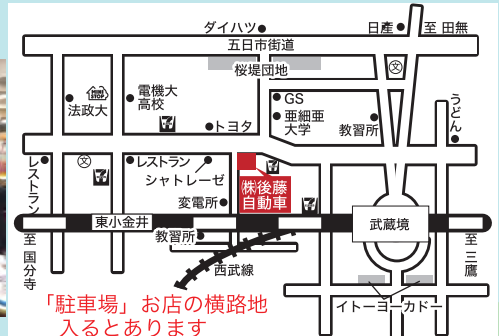 ダイハツ
日産
至 田無
五日市街道
桜堤団地
文
SHOP
法政大
電機大
高校
GS
亜細亜
大学
教習所
うどん
トヨタ
レストラン
文
レストラン
シャトレーゼ
㈱後藤
自動車
変電所
東小金井
武蔵境
教習所
至 国分寺
西武線
至 三鷹
イトーヨーカドー
「駐車場」お店の横路地
入るとあります